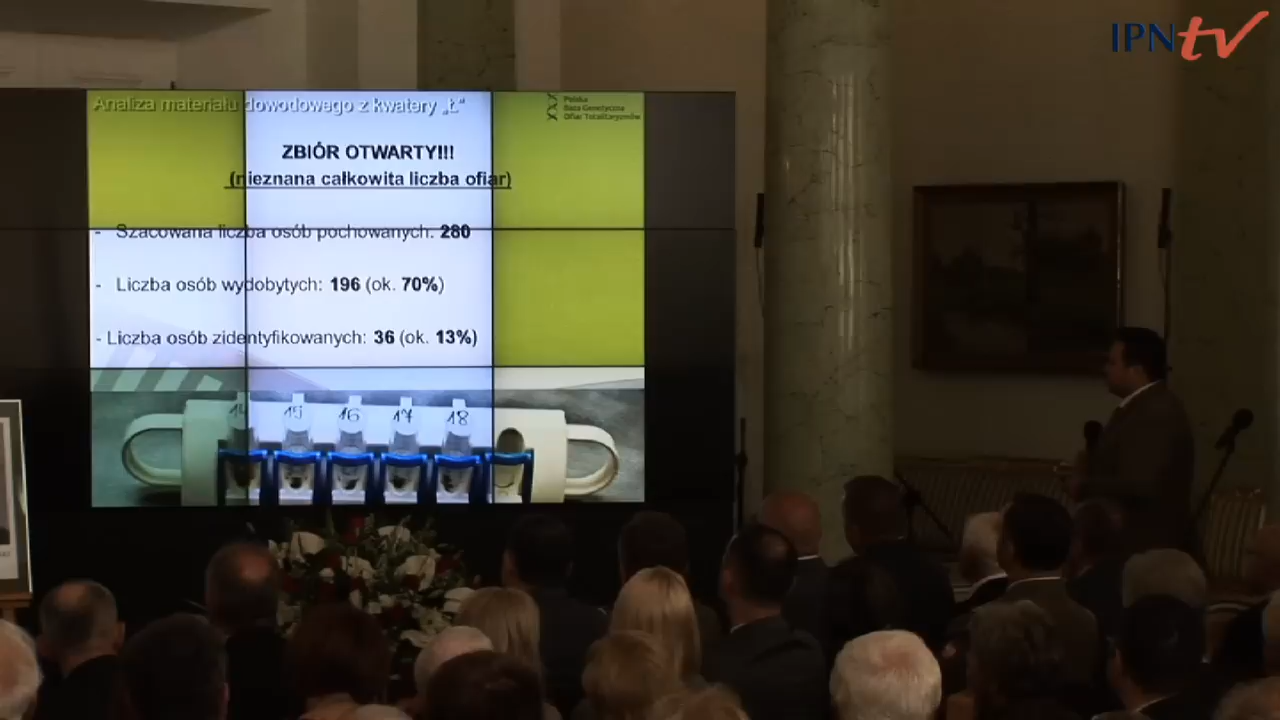 IPNtv
Analiza materiału dowodowego z kwatery „Ł"
Polska
Baza Genetyczna
Ofiar Totalitaryzmów
ZBIÓR OTWARTY!!!
(nieznana całkowita liczba ofiar)
- Szacowana liczba osób pochowanych: 280
- Liczba osób wydobytych: 196 (ok. 70%)
- Liczba osób zidentyfikowanych: 36 (ok. 13%)
14 15 16 17 18